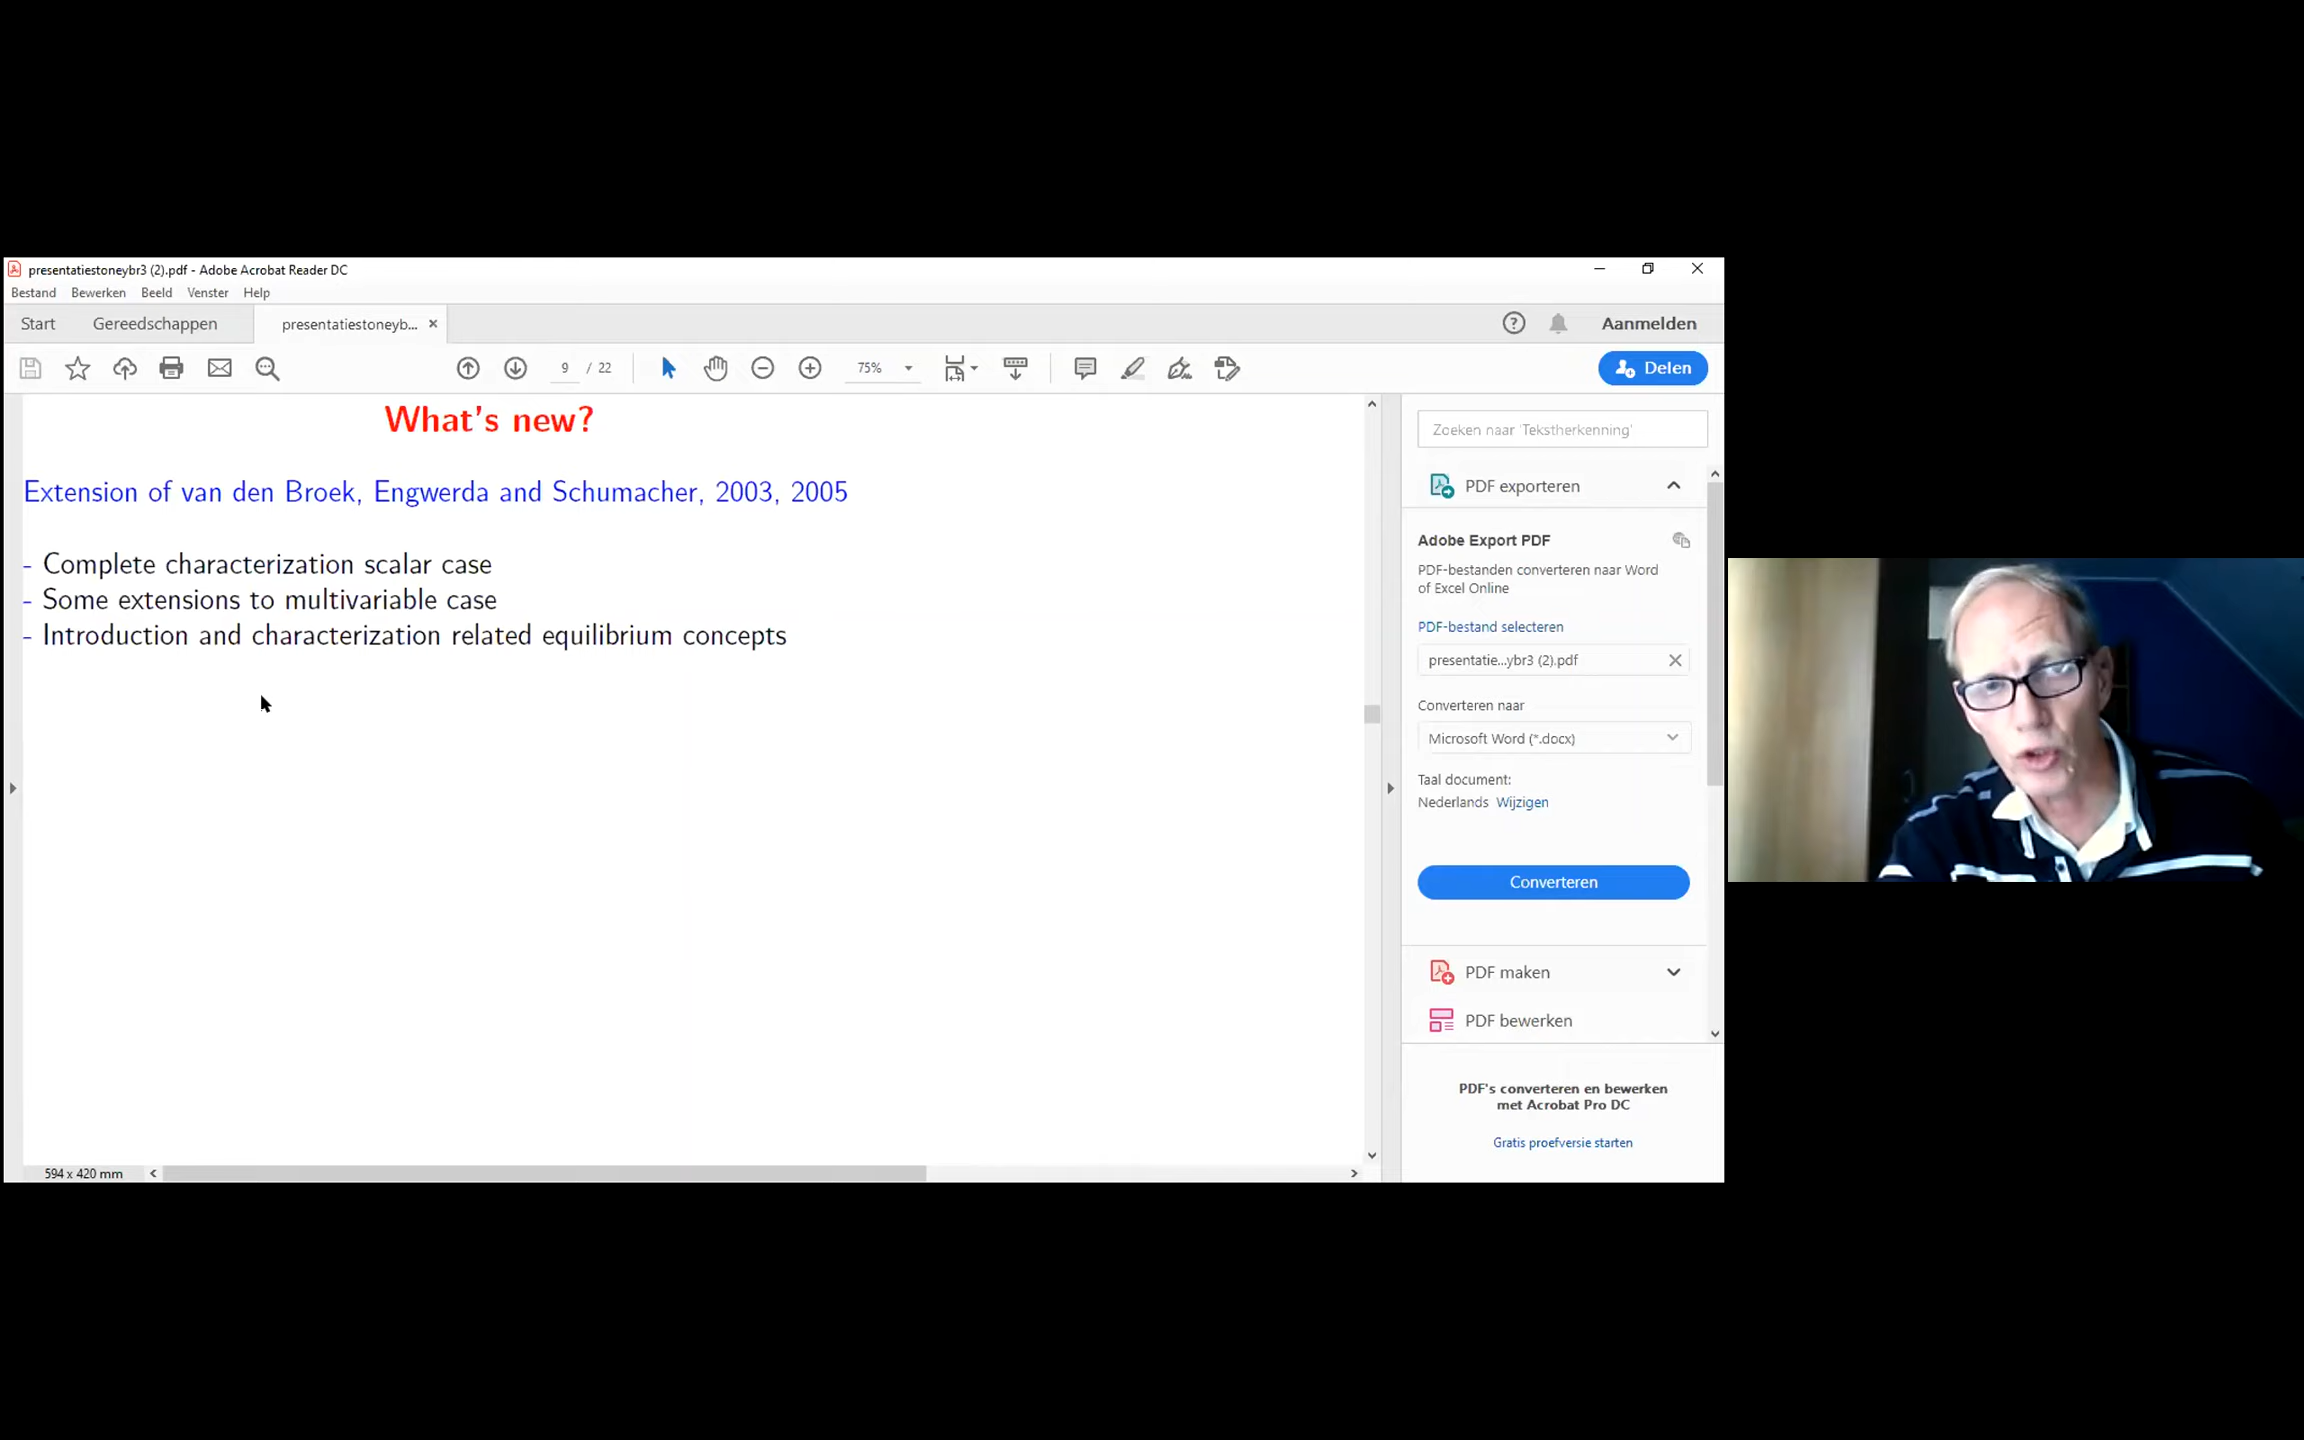 presentatiestoneybr3 (2).pdf - Adobe Acrobat Reader DC
Bestand Bewerken Beeld Venster Help
Start Gereedschappen presentatiestoneyb... Aanmelden
9 / 22 75% Delen
What's new?
Extension of van den Broek, Engwerda and Schumacher, 2003, 2005
- Complete characterization scalar case
- Some extensions to multivariable case
- Introduction and characterization related equilibrium concepts
594 x 420 mm
Zoeken naar 'Tekstherkenning'
PDF exporteren
Adobe Export PDF
PDF-bestanden converteren naar Word
of Excel Online
PDF-bestand selecteren
presentatie...ybr3 (2).pdf
Converteren naar
Microsoft Word (*.docx)
Taal document:
Nederlands Wijzigen
Converteren
PDF maken
PDF bewerken
PDF's converteren en bewerken
met Acrobat Pro DC
Gratis proefversie starten